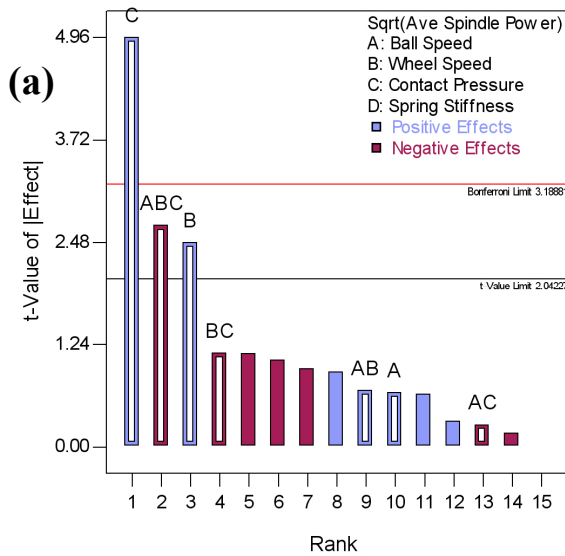 (a)
Sqrt(Ave Spindle Power)
A: Ball Speed
B: Wheel Speed
C: Contact Pressure
D: Spring Stiffness
Positive Effects
Negative Effects
t-Value of |Effect|
4.96
3.72
2.48
1.24
0.00
Bonferroni Limit 3.18881
t Value Limit 2.04227
C
ABC
B
BC
AB
A
AC
1 2 3 4 5 6 7 8 9 10 11 12 13 14 15
Rank